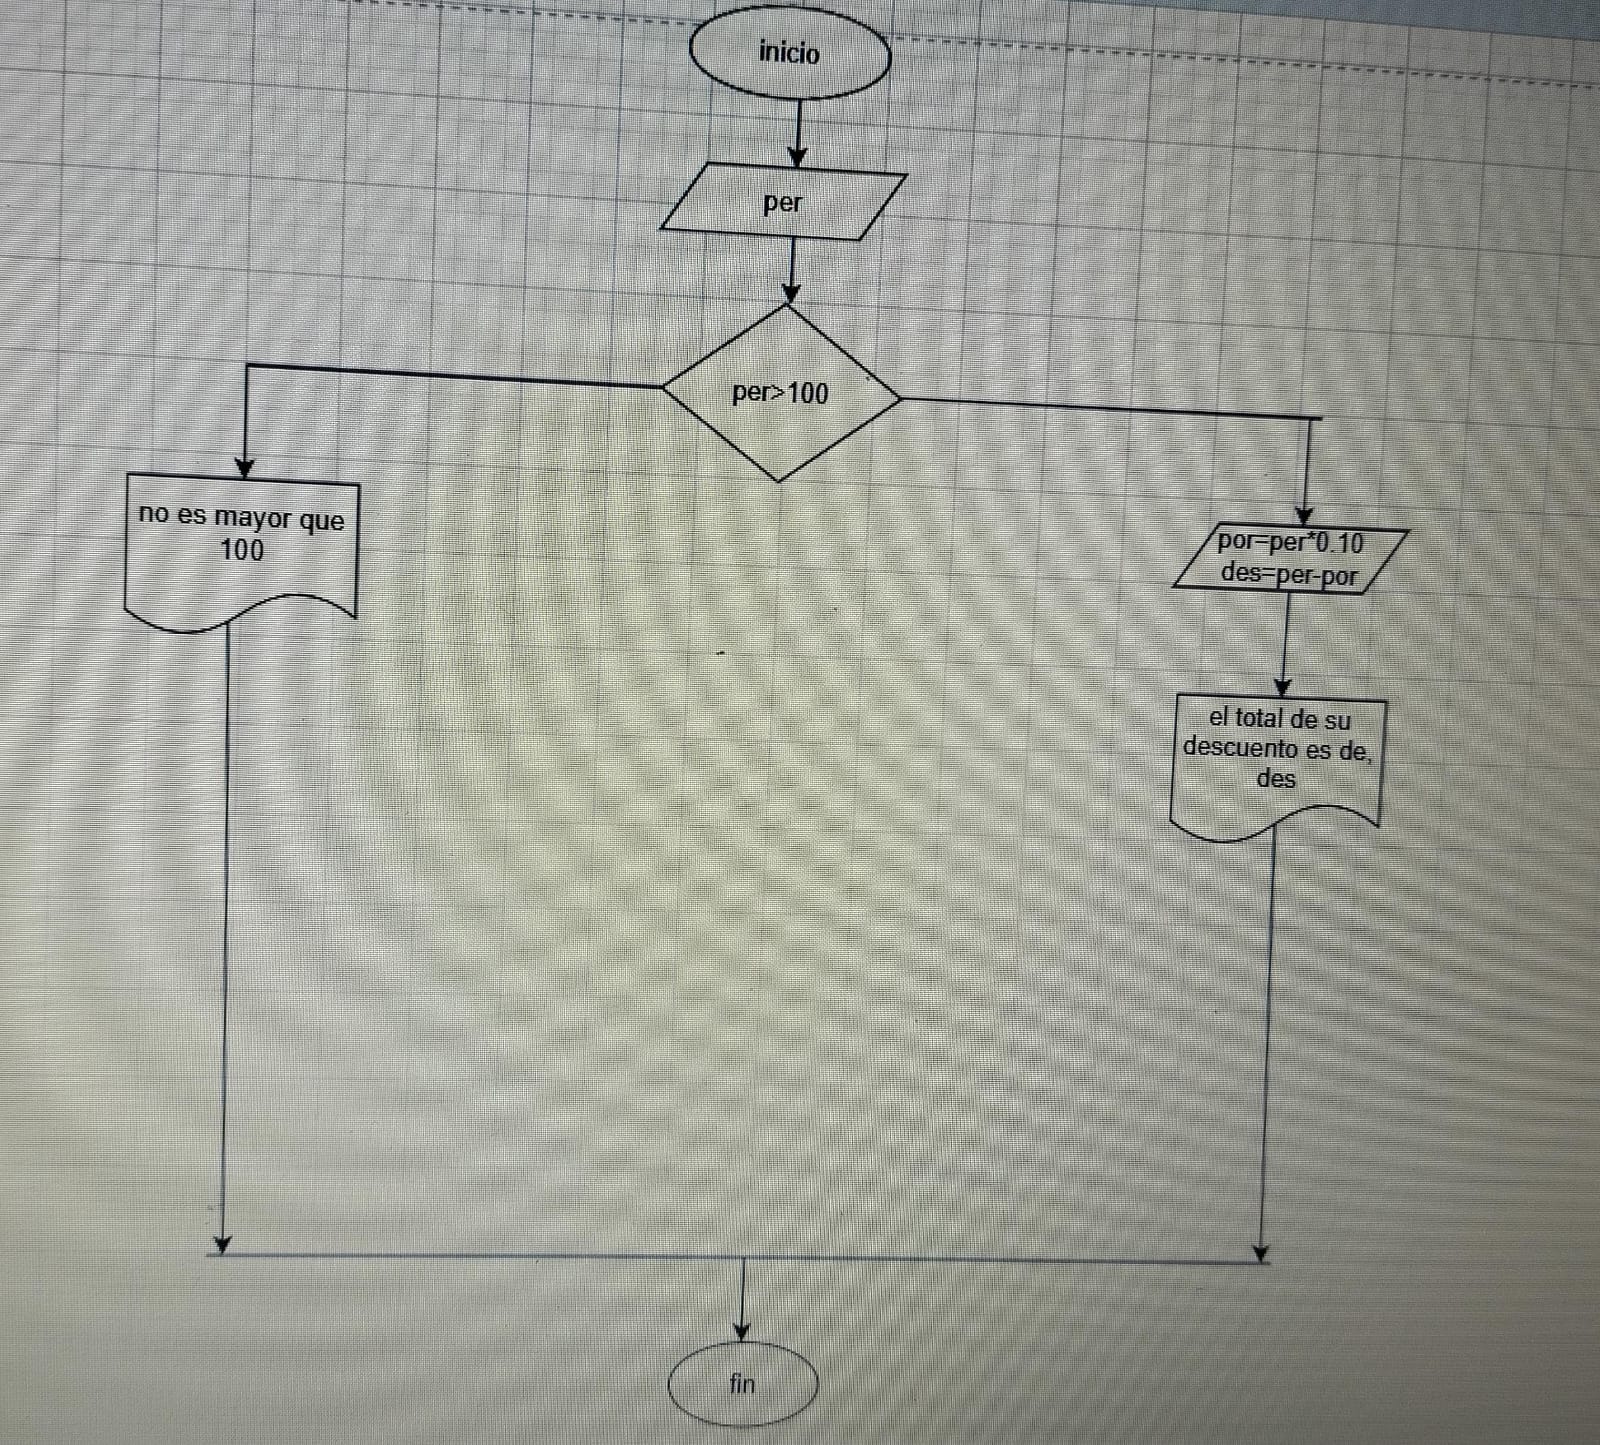 inicio
per
per>100
no es mayor que
100
por=per*0.10
des=per-por
el total de su
descuento es de,
des
fin